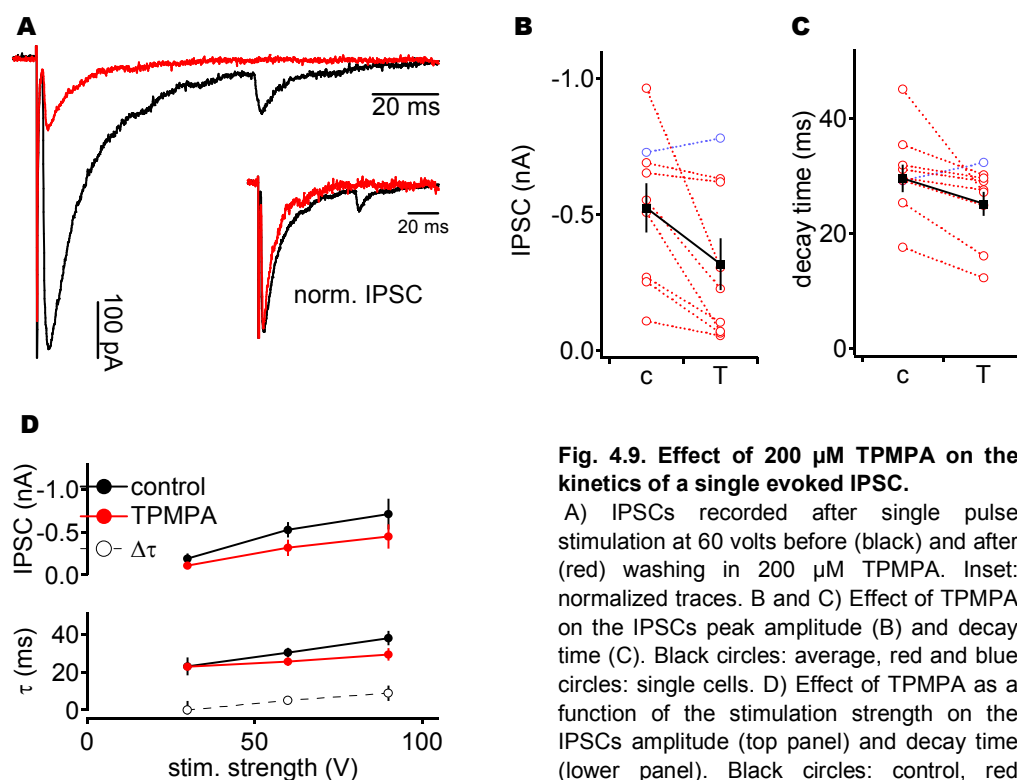 A
20 ms
100 pA
20 ms
norm. IPSC
B
IPSC (nA)
-1.0
-0.5
0.0
c
T
C
decay time (ms)
40
20
0
c
T
D
IPSC (nA)
-1.0
-0.5
0.0
control
TPMPA
Δτ
τ (ms)
40
20
0
0
50
100
stim. strength (V)
Fig. 4.9. Effect of 200 µM TPMPA on the
kinetics of a single evoked IPSC.
A) IPSCs recorded after single pulse
stimulation at 60 volts before (black) and after
(red) washing in 200 µM TPMPA. Inset:
normalized traces. B and C) Effect of TPMPA
on the IPSCs peak amplitude (B) and decay
time (C). Black circles: average, red and blue
circles: single cells. D) Effect of TPMPA as a
function of the stimulation strength on the
IPSCs amplitude (top panel) and decay time
(lower panel). Black circles: control, red